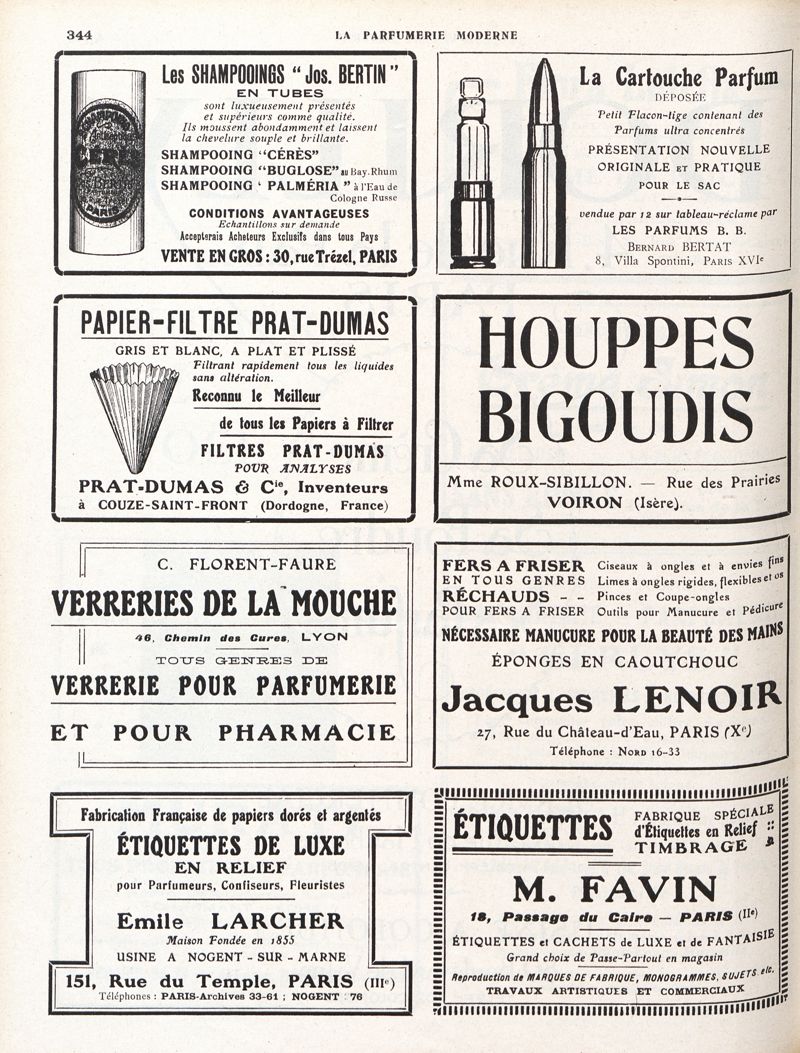 344
LA PARFUMERIE MODERNE
Les SHAMPOOINGS "Jos. BERTIN"
EN TUBES
sont luxueusement présentés
et supérieurs comme qualité.
Ils moussent abondamment et laissent
la chevelure souple et brillante.
SHAMPOOING "CÉRÈS"
SHAMPOOING "BUGLOSE" au Bay.Rhum
SHAMPOOING ' PALMÉRIA " à l'Eau de
Cologne Russe
CONDITIONS AVANTAGEUSES
Echantillons sur demande
Accepterais Acheteurs Exclusifs dans tous Pays
VENTE EN GROS : 30, rue Trézel, PARIS
CÉRÈS
PARIS
La Cartouche Parfum
DÉPOSÉE
Petit Flacon-tige contenant des
Parfums ultra concentrés
PRÉSENTATION NOUVELLE
ORIGINALE ET PRATIQUE
POUR LE SAC
vendue par 12 sur tableau-réclame par
LES PARFUMS B. B.
BERNARD BERTAT
8, Villa Spontini, PARIS XVIe
PAPIER-FILTRE PRAT-DUMAS
GRIS ET BLANC, A PLAT ET PLISSÉ
Filtrant rapidement tous les liquides
sans altération.
Reconnu le Meilleur
de tous les Papiers à Filtrer
FILTRES PRAT-DUMAS
POUR ANALYSES
PRAT-DUMAS & Cie, Inventeurs
à COUZE-SAINT-FRONT (Dordogne, France)
HOUPPES
BIGOUDIS
Mme ROUX-SIBILLON. — Rue des Prairies
VOIRON (Isère).
C. FLORENT-FAURE
VERRERIES DE LA MOUCHE
46, Chemin des Cures, LYON
TOUS GENRES DE
VERRERIE POUR PARFUMERIE
ET POUR PHARMACIE
FERS A FRISER
EN TOUS GENRES
RÉCHAUDS - -
POUR FERS A FRISER
Ciseaux à ongles et à envies fins
Limes à ongles rigides, flexibles et os
Pinces et Coupe-ongles
Outils pour Manucure et Pédicure
NÉCESSAIRE MANUCURE POUR LA BEAUTÉ DES MAINS
ÉPONGES EN CAOUTCHOUC
Jacques LENOIR
27, Rue du Château-d'Eau, PARIS (Xe)
Téléphone : NORD 16-33
Fabrication Française de papiers dorés et argentés
ÉTIQUETTES DE LUXE
EN RELIEF
pour Parfumeurs, Confiseurs, Fleuristes
Emile LARCHER
Maison Fondée en 1855
USINE A NOGENT-SUR-MARNE
151, Rue du Temple, PARIS (IIIe)
Téléphones : PARIS-Archives 33-61 ; NOGENT 76
ÉTIQUETTES
FABRIQUE SPÉCIALE
d'Étiquettes en Relief ::
TIMBRAGE
M. FAVIN
18, Passage du Caire — PARIS (IIe)
ÉTIQUETTES et CACHETS de LUXE et de FANTAISIE
Grand choix de Passe-Partout en magasin
Reproduction de MARQUES DE FABRIQUE, MONOGRAMMES, SUJETS, etc.
TRAVAUX ARTISTIQUES ET COMMERCIAUX